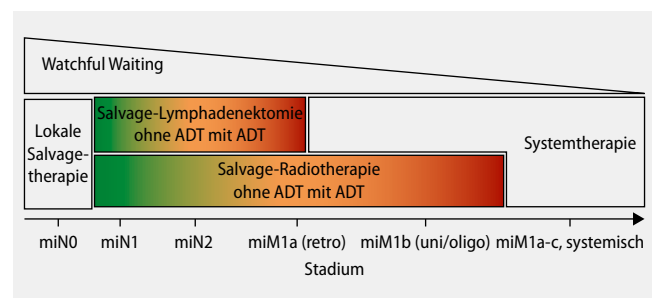 Watchful Waiting
Lokale
Salvage-
therapie
Salvage-Lymphadenektomie
ohne ADT mit ADT
Salvage-Radiotherapie
ohne ADT mit ADT
Systemtherapie
miN0 miN1 miN2 miM1a (retro) miM1b (uni/oligo) miM1a-c, systemisch
Stadium